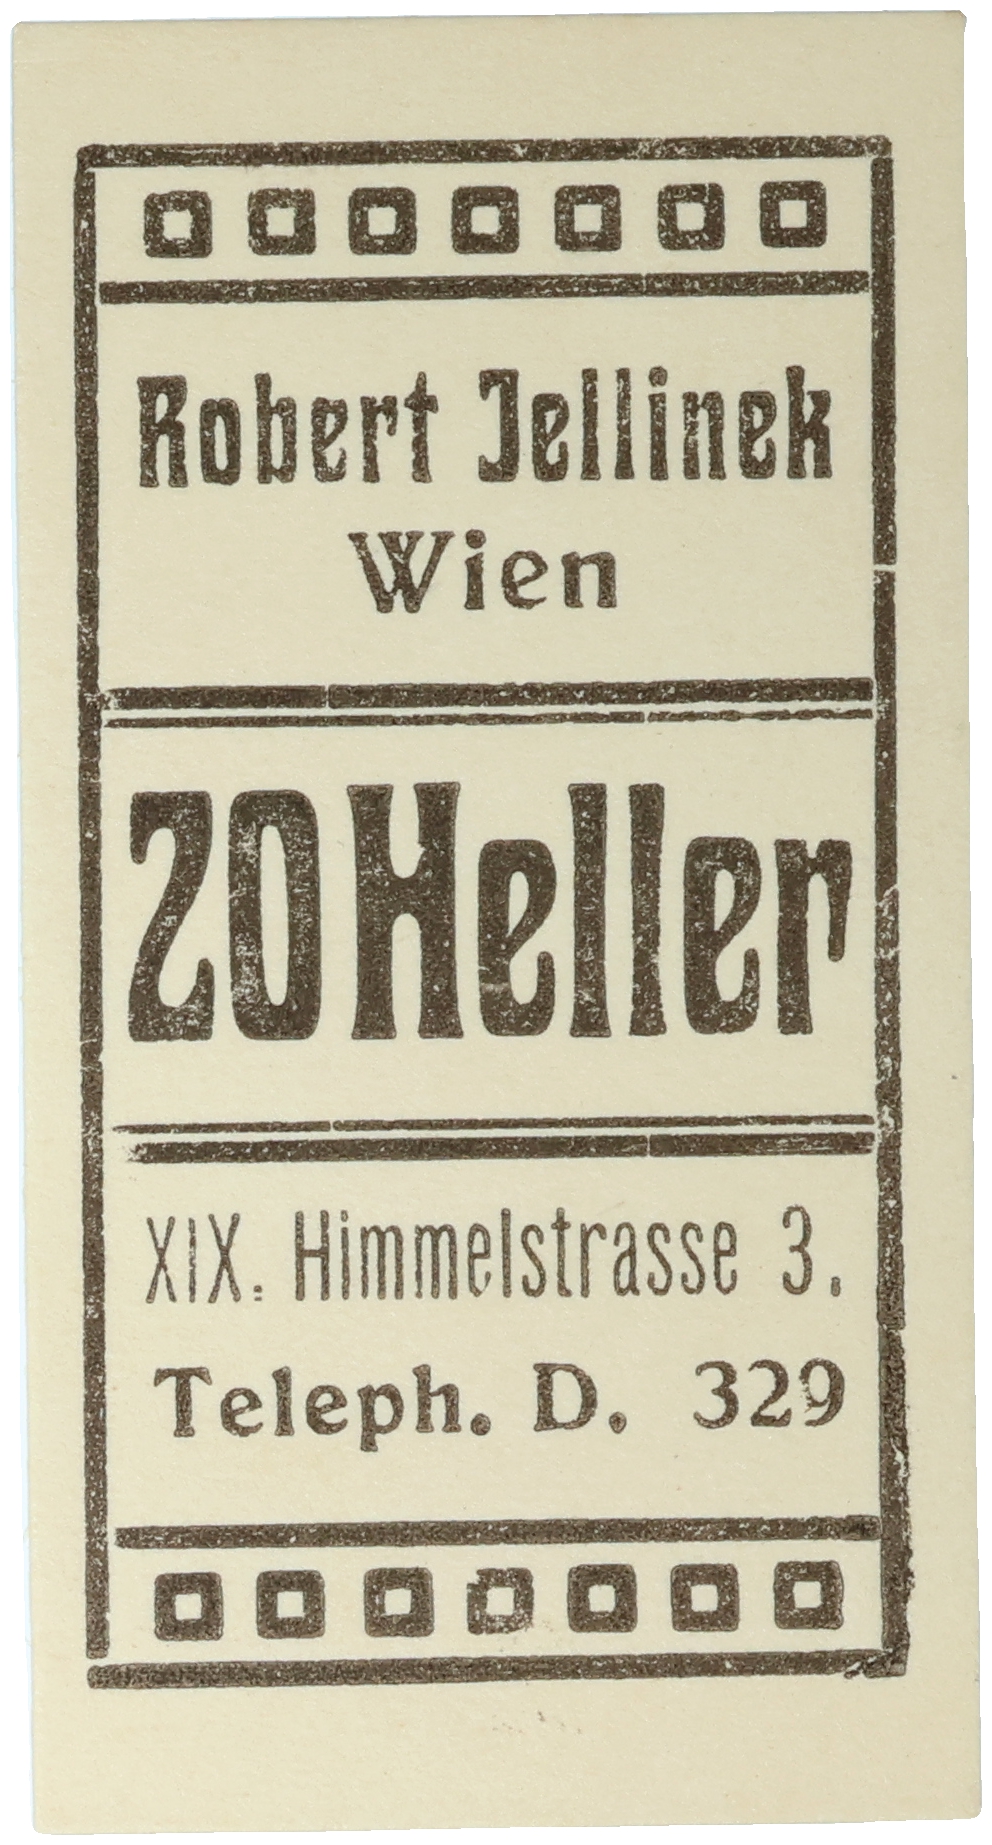 Robert Jellinek
Wien
20 Heller
XIX. Himmelstrasse 3.
Teleph. D. 329